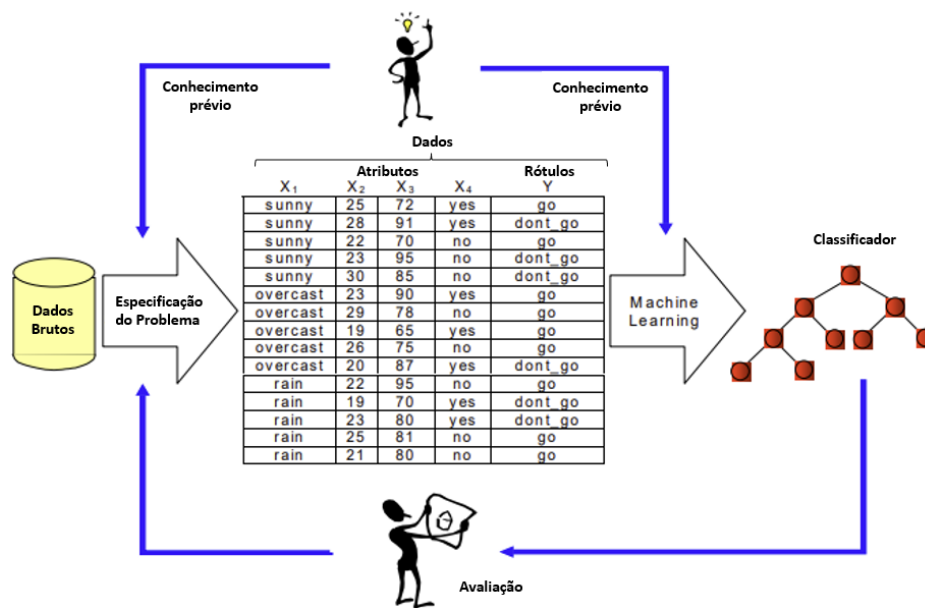 Conhecimento
prévio
Conhecimento
prévio
Dados
Atributos Rótulos
X1 X2 X3 X4 Y
sunny 25 72 yes go
sunny 28 91 yes dont_go
sunny 22 70 no go
sunny 23 95 no dont_go
sunny 30 85 no dont_go
overcast 23 90 yes go
overcast 29 78 no go
overcast 19 65 yes go
overcast 26 75 no go
overcast 20 87 yes dont_go
rain 22 95 no go
rain 19 70 yes dont_go
rain 23 80 yes dont_go
rain 25 81 no go
rain 21 80 no go
Dados
Brutos
Especificação
do Problema
Machine
Learning
Classificador
Avaliação